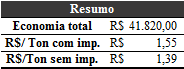 Resumo
Economia total R$ 41.820,00
R$/ Ton com imp. R$ 1,55
R$/Ton sem imp. R$ 1,39